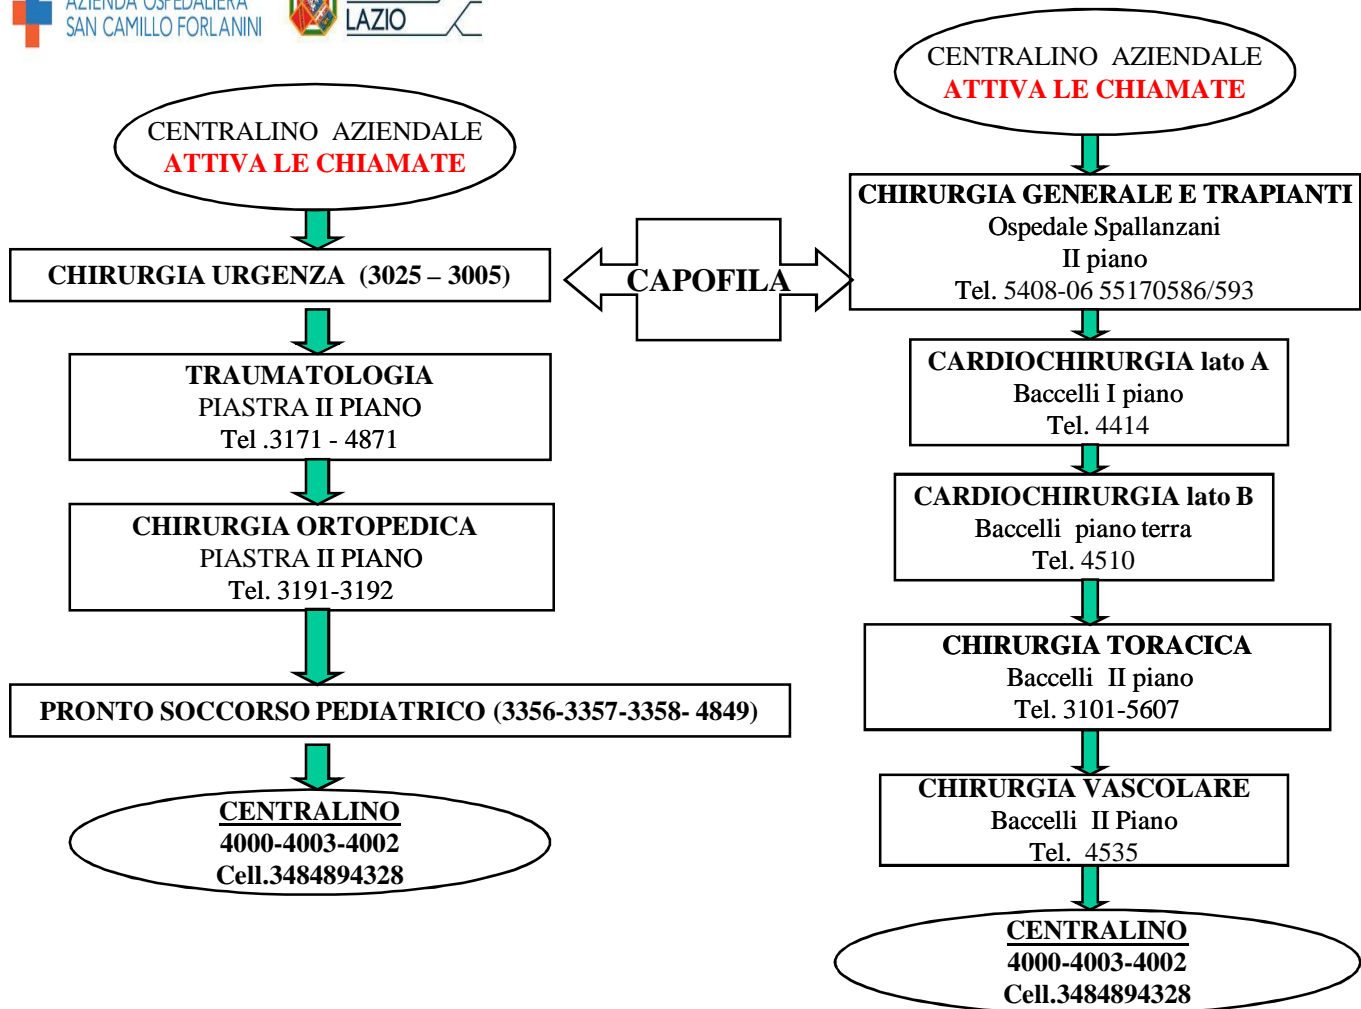 AZIENDA OSPEDALIERA
SAN CAMILLO FORLANINI
LAZIO
CENTRALINO AZIENDALE
ATTIVA LE CHIAMATE
CHIRURGIA URGENZA (3025 – 3005)
TRAUMATOLOGIA
PIASTRA II PIANO
Tel .3171 - 4871
CHIRURGIA ORTOPEDICA
PIASTRA II PIANO
Tel. 3191-3192
PRONTO SOCCORSO PEDIATRICO (3356-3357-3358- 4849)
CENTRALINO
4000-4003-4002
Cell.3484894328
CAPOFILA
CENTRALINO AZIENDALE
ATTIVA LE CHIAMATE
CHIRURGIA GENERALE E TRAPIANTI
Ospedale Spallanzani
II piano
Tel. 5408-06 55170586/593
CARDIOCHIRURGIA lato A
Baccelli I piano
Tel. 4414
CARDIOCHIRURGIA lato B
Baccelli piano terra
Tel. 4510
CHIRURGIA TORACICA
Baccelli II piano
Tel. 3101-5607
CHIRURGIA VASCOLARE
Baccelli II Piano
Tel. 4535
CENTRALINO
4000-4003-4002
Cell.3484894328